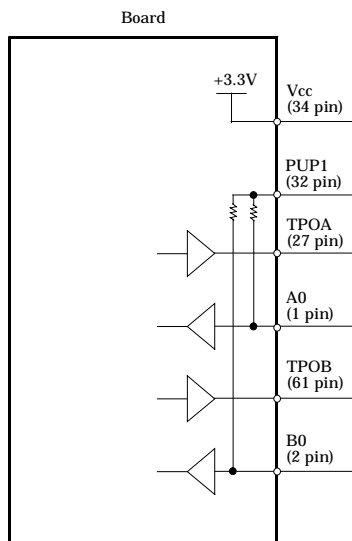 Board
+3.3V
Vcc
(34 pin)
PUP1
(32 pin)
TPOA
(27 pin)
A0
(1 pin)
TPOB
(61 pin)
B0
(2 pin)